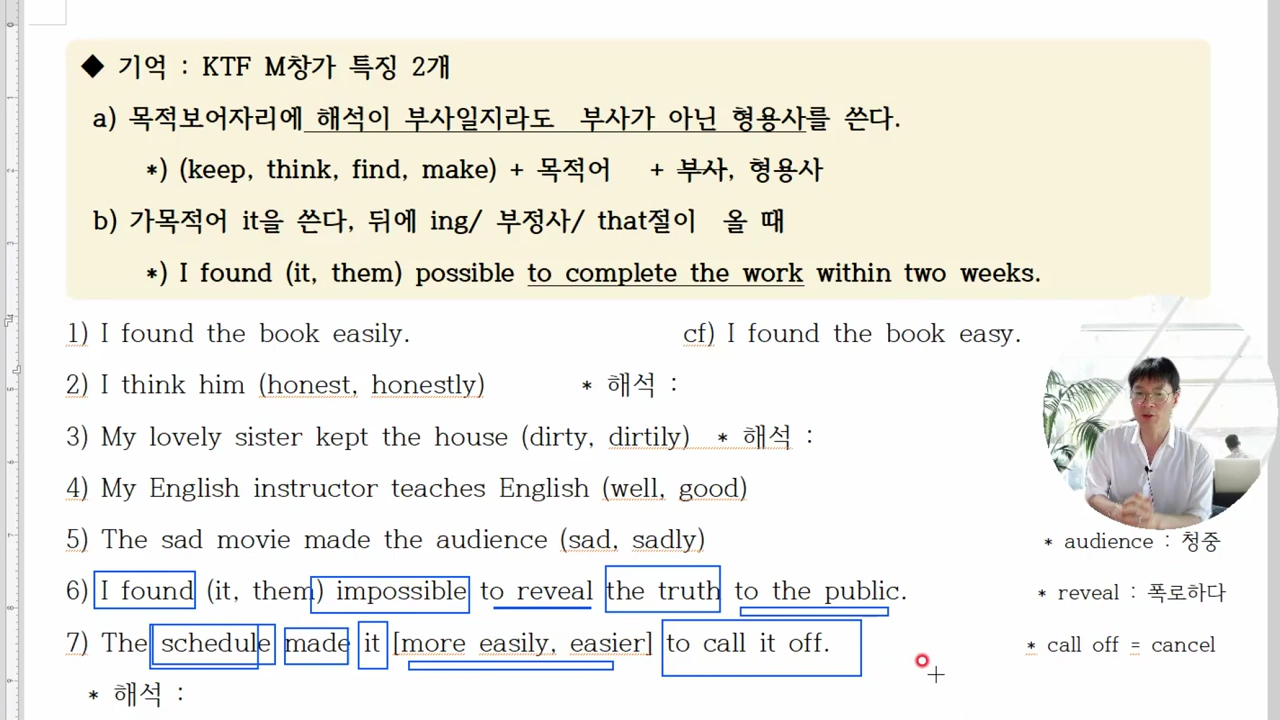 ◆ 기억 : KTF M창가 특징 2개
a) 목적보어자리에 해석이 부사일지라도 부사가 아닌 형용사를 쓴다.
*) (keep, think, find, make) + 목적어 + 부사, 형용사
b) 가목적어 it을 쓴다, 뒤에 ing/ 부정사/ that절이 올 때
*) I found (it, them) possible to complete the work within two weeks.
1) I found the book easily. cf) I found the book easy.
2) I think him (honest, honestly) * 해석 :
3) My lovely sister kept the house (dirty, dirtily) * 해석 :
4) My English instructor teaches English (well, good)
5) The sad movie made the audience (sad, sadly) * audience : 청중
6) I found (it, them) impossible to reveal the truth to the public. * reveal : 폭로하다
7) The schedule made it [more easily, easier] to call it off. * call off = cancel
* 해석 :